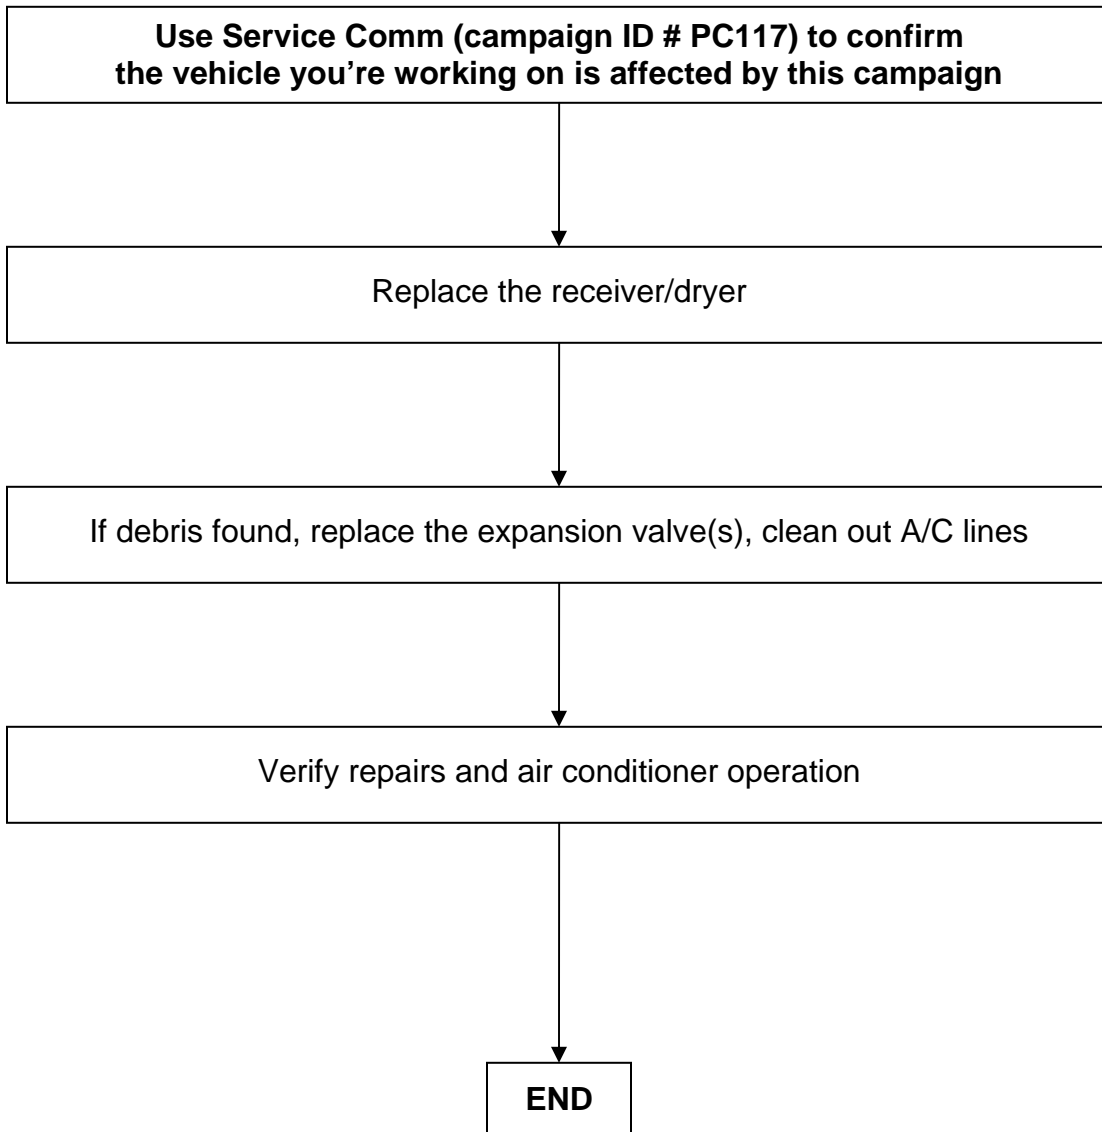 Use Service Comm (campaign ID # PC117) to confirm
the vehicle you’re working on is affected by this campaign
Replace the receiver/dryer
If debris found, replace the expansion valve(s), clean out A/C lines
Verify repairs and air conditioner operation
END